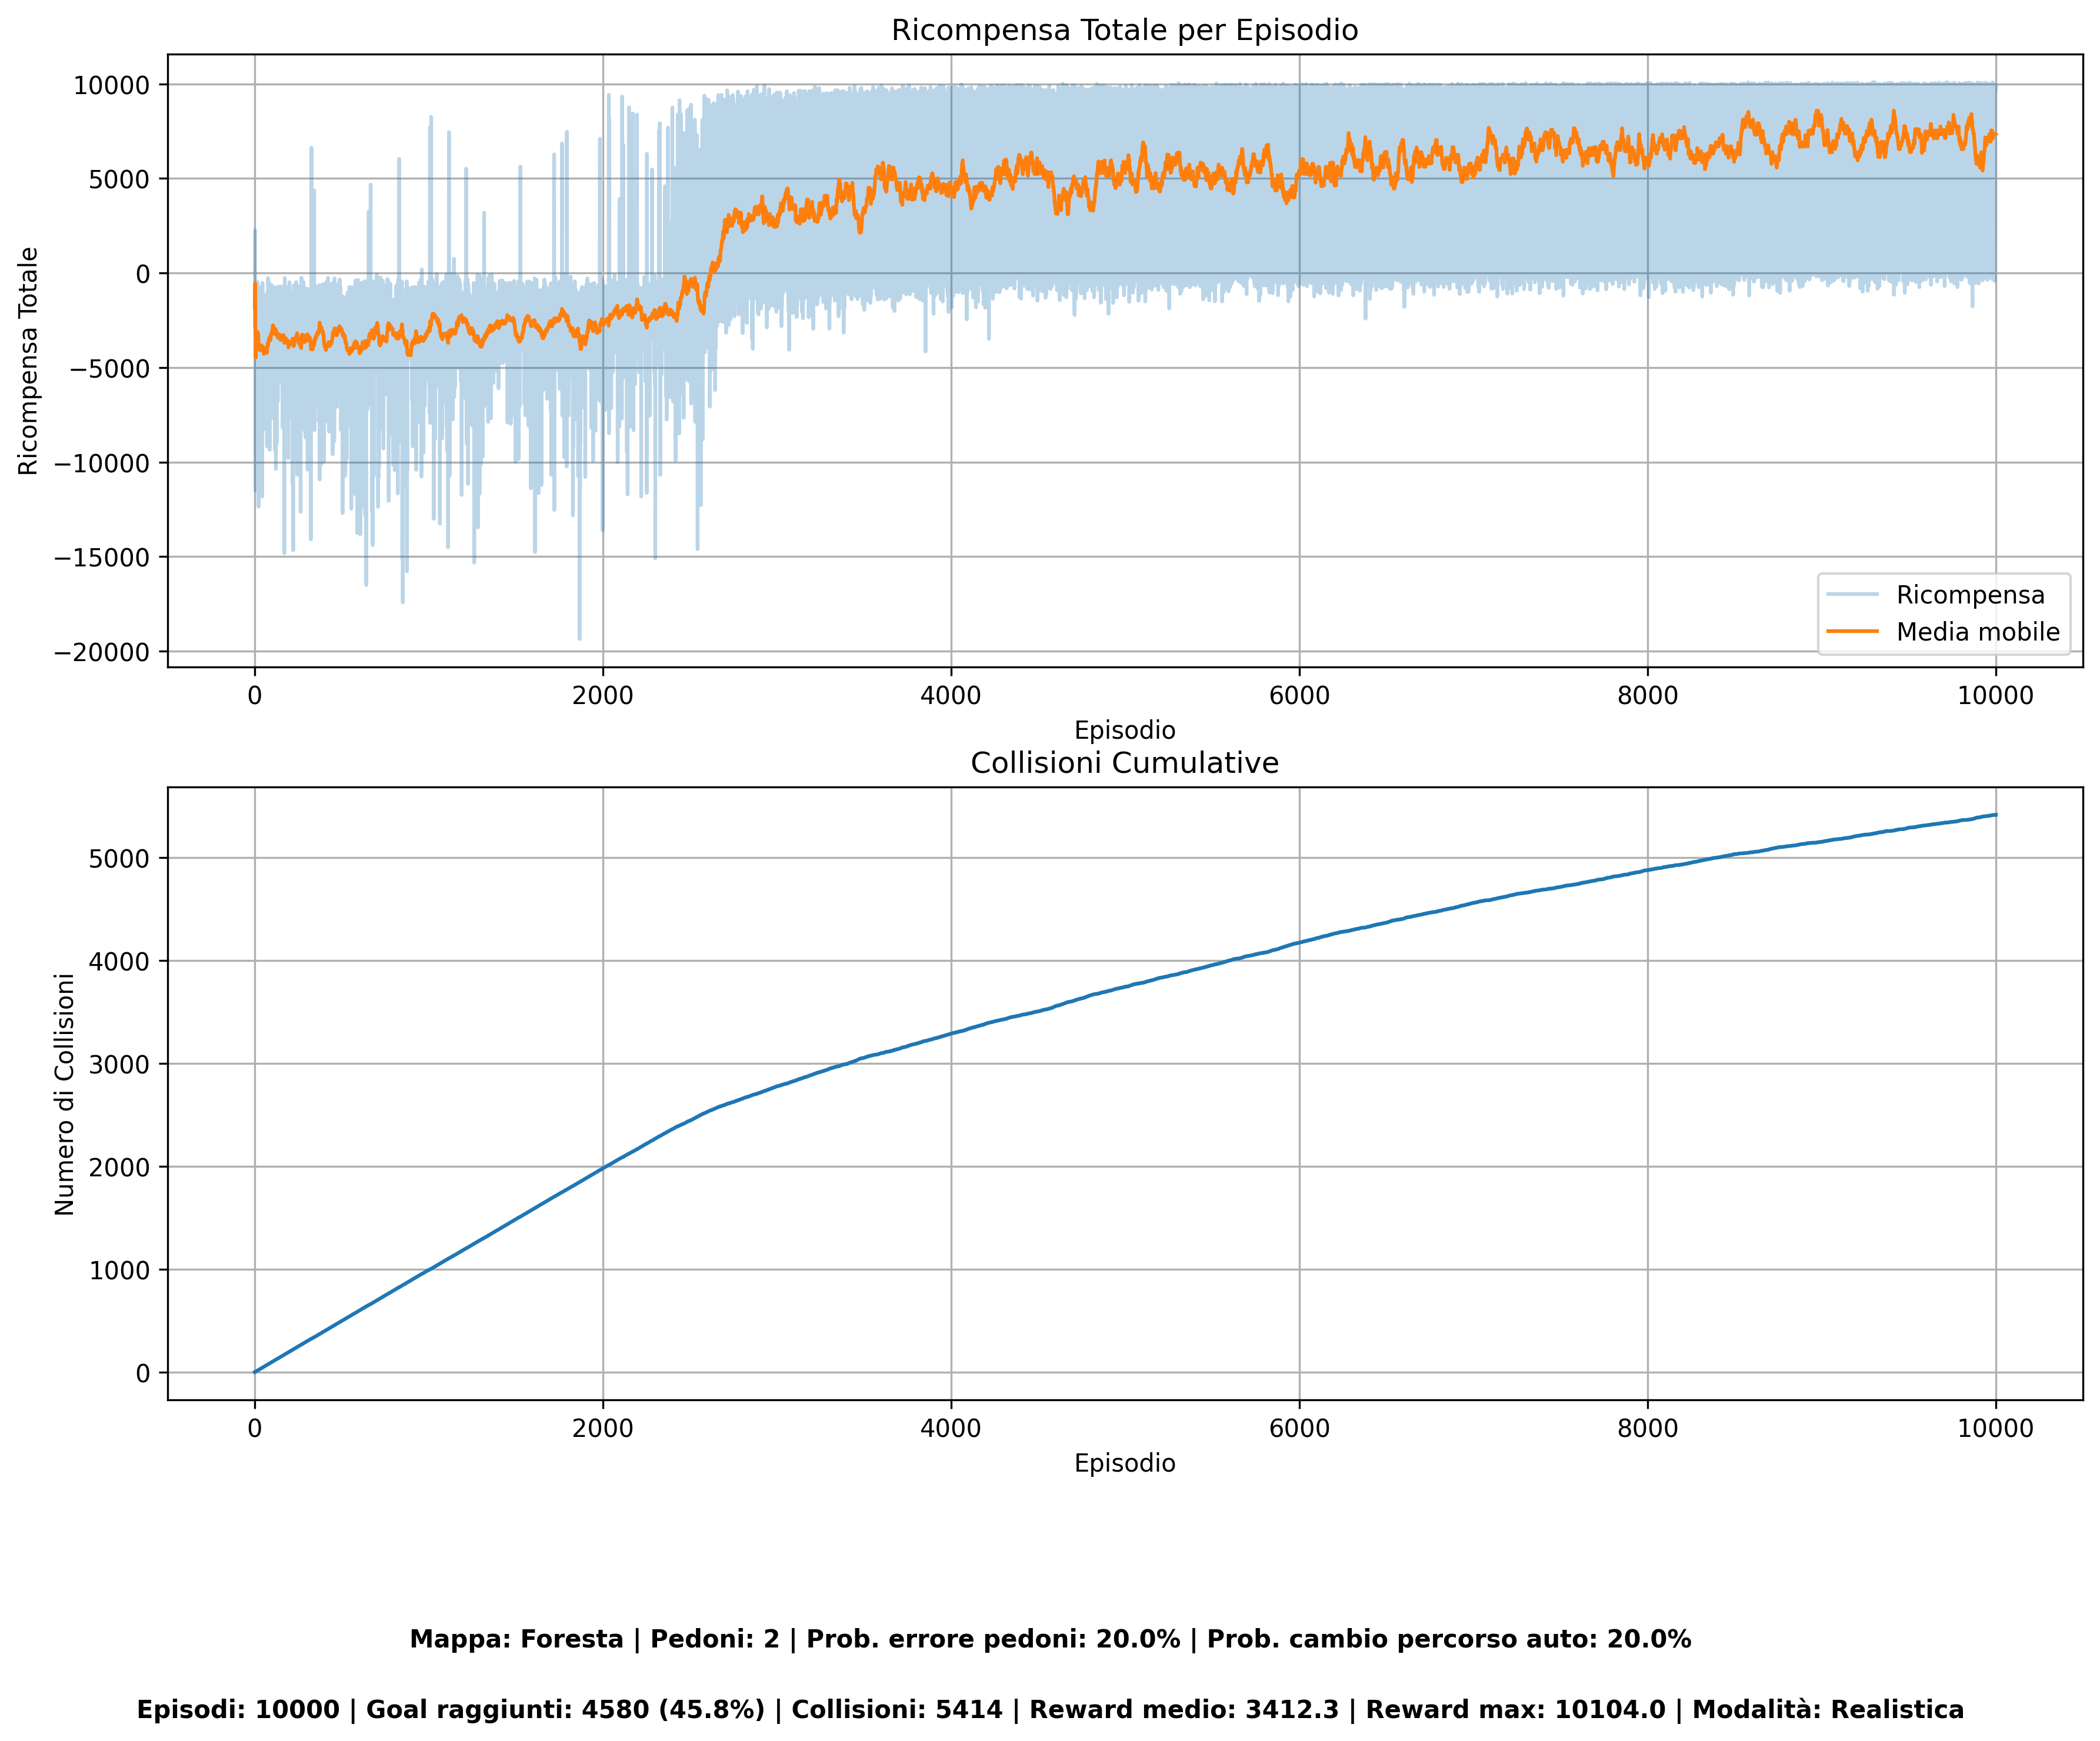 Ricompensa Totale per Episodio
Ricompensa Totale
10000
5000
0
−5000
−10000
−15000
−20000
Ricompensa
Media mobile
0 2000 4000 6000 8000 10000
Episodio
Collisioni Cumulative
Numero di Collisioni
5000
4000
3000
2000
1000
0
0 2000 4000 6000 8000 10000
Episodio
Mappa: Foresta | Pedoni: 2 | Prob. errore pedoni: 20.0% | Prob. cambio percorso auto: 20.0%
Episodi: 10000 | Goal raggiunti: 4580 (45.8%) | Collisioni: 5414 | Reward medio: 3412.3 | Reward max: 10104.0 | Modalità: Realistica